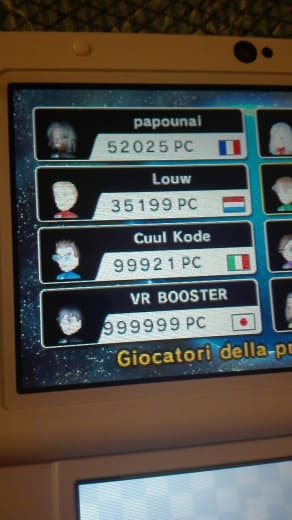 papounai
52025 PC
Louw
35199 PC
Cuul Kode
99921 PC
VR BOOSTER
999999 PC
Giocatori della